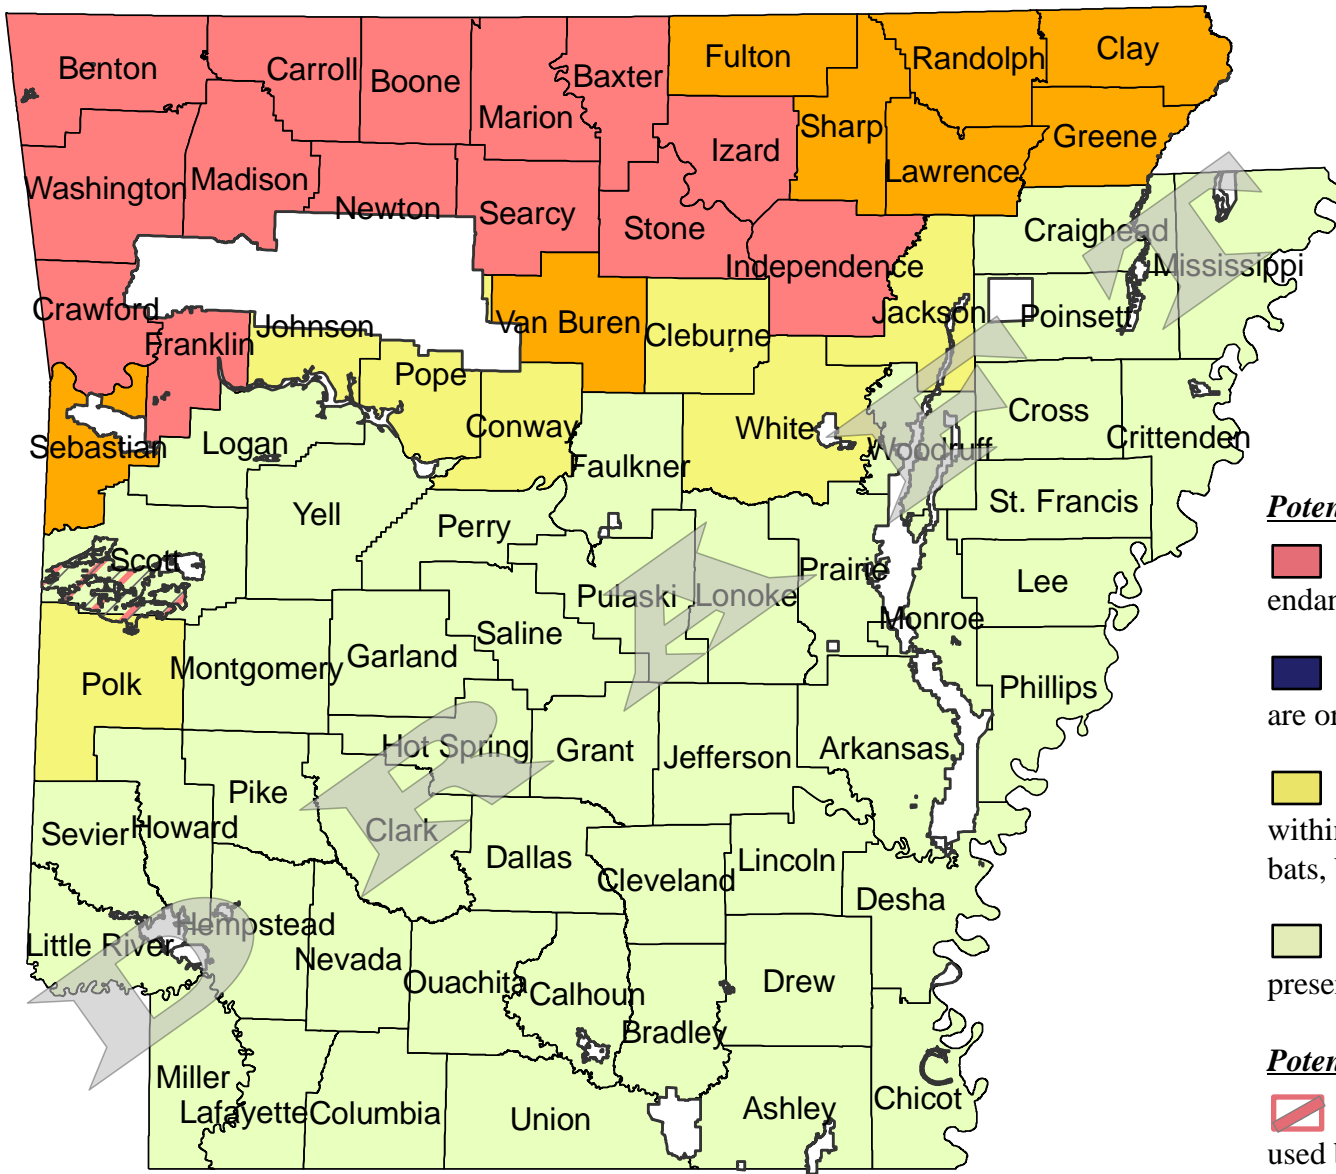 Benton
Carroll
Boone
Marion
Baxter
Fulton
Randolph
Clay
Sharp
Greene
Izard
Lawrence
Washington
Madison
Newton
Searcy
Stone
Independence
Craighead
Mississippi
Crawford
Franklin
Johnson
Van Buren
Cleburne
Jackson
Poinsett
Pope
Conway
White
Woodruff
Cross
Crittenden
Sebastian
Logan
Faulkner
St. Francis
Yell
Perry
Scott
Pulaski
Lonoke
Prairie
Lee
Monroe
Saline
Garland
Montgomery
Polk
Phillips
Hot Spring
Grant
Jefferson
Arkansas
Pike
Clark
Sevier
Howard
Dallas
Cleveland
Lincoln
Desha
Hempstead
Little River
Nevada
Ouachita
Calhoun
Drew
Bradley
Miller
Lafayette
Columbia
Union
Ashley
Chicot
DRAFT
Poten
endan
are or
within
bats,
presen
Poten
used